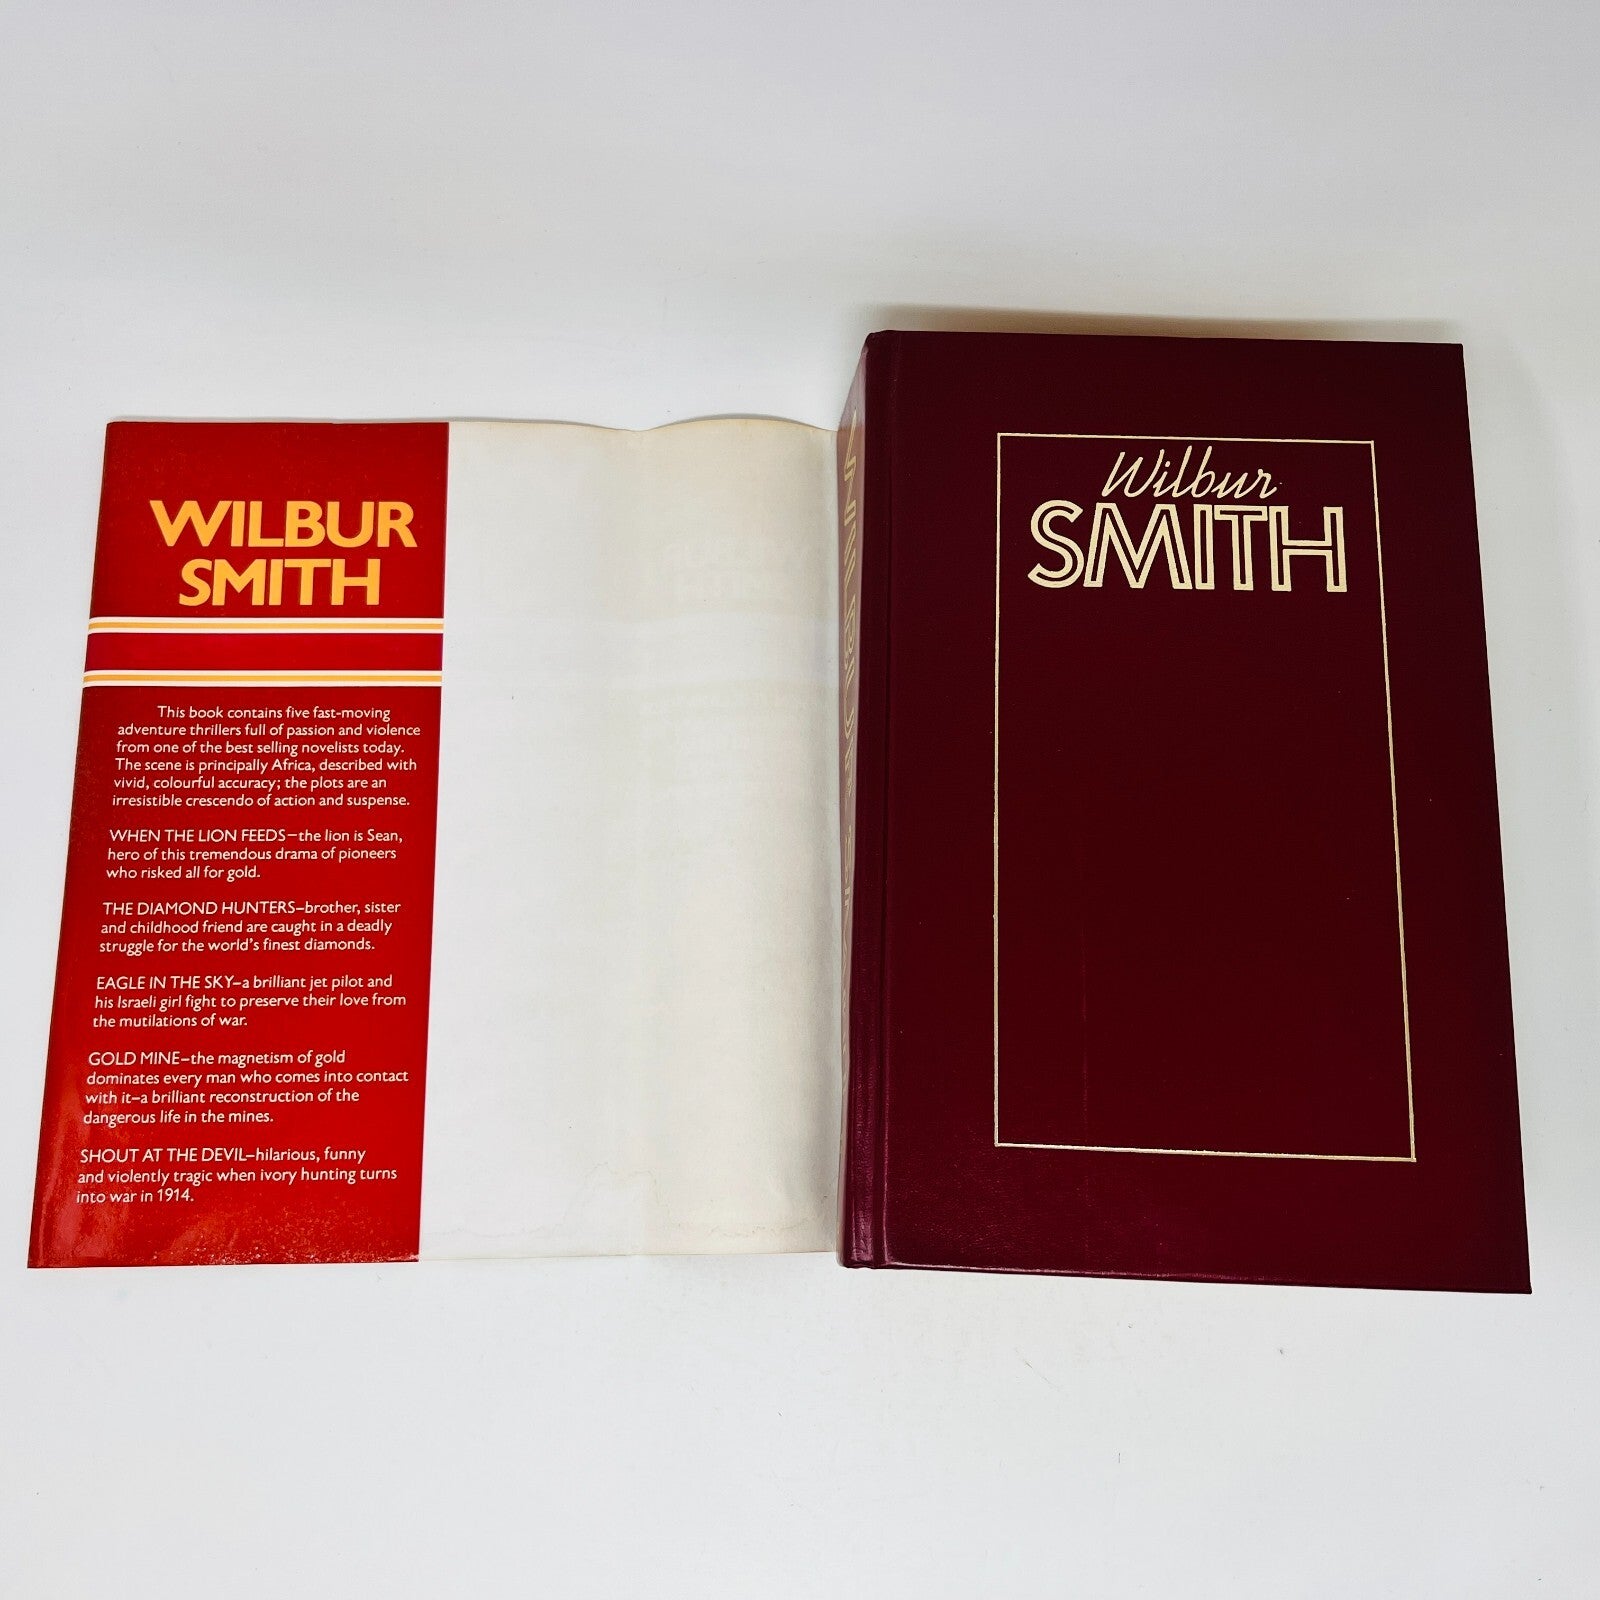 WILBUR
SMITH
This book contains five fast-moving
adventure thrillers full of passion and violence
from one of the best selling novelists today.
The scene is principally Africa, described with
vivid, colourful accuracy; the plots are an
irresistible crescendo of action and suspense.
WHEN THE LION FEEDS–the lion is Sean,
hero of this tremendous drama of pioneers
who risked all for gold.
THE DIAMOND HUNTERS–brother, sister
and childhood friend are caught in a deadly
struggle for the world's finest diamonds.
EAGLE IN THE SKY–a brilliant jet pilot and
his Israeli girl fight to preserve their love from
the mutilations of war.
GOLD MINE–the magnetism of gold
dominates every man who comes into contact
with it–a brilliant reconstruction of the
dangerous life in the mines.
SHOUT AT THE DEVIL–hilarious, funny
and violently tragic when ivory hunting turns
into war in 1914.
Wilbur
SMITH